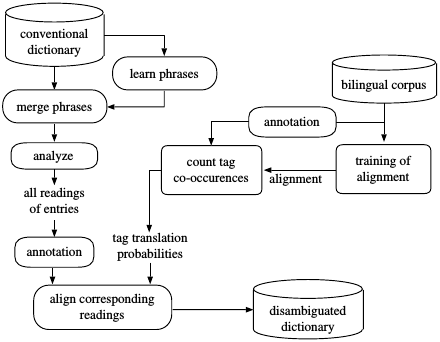 conventional
dictionary
learn phrases
bilingual corpus
merge phrases
annotation
analyze
count tag
co-occurences
alignment
training of
alignment
all readings
of entries
tag translation
probabilities
annotation
align corresponding
readings
disambiguated
dictionary